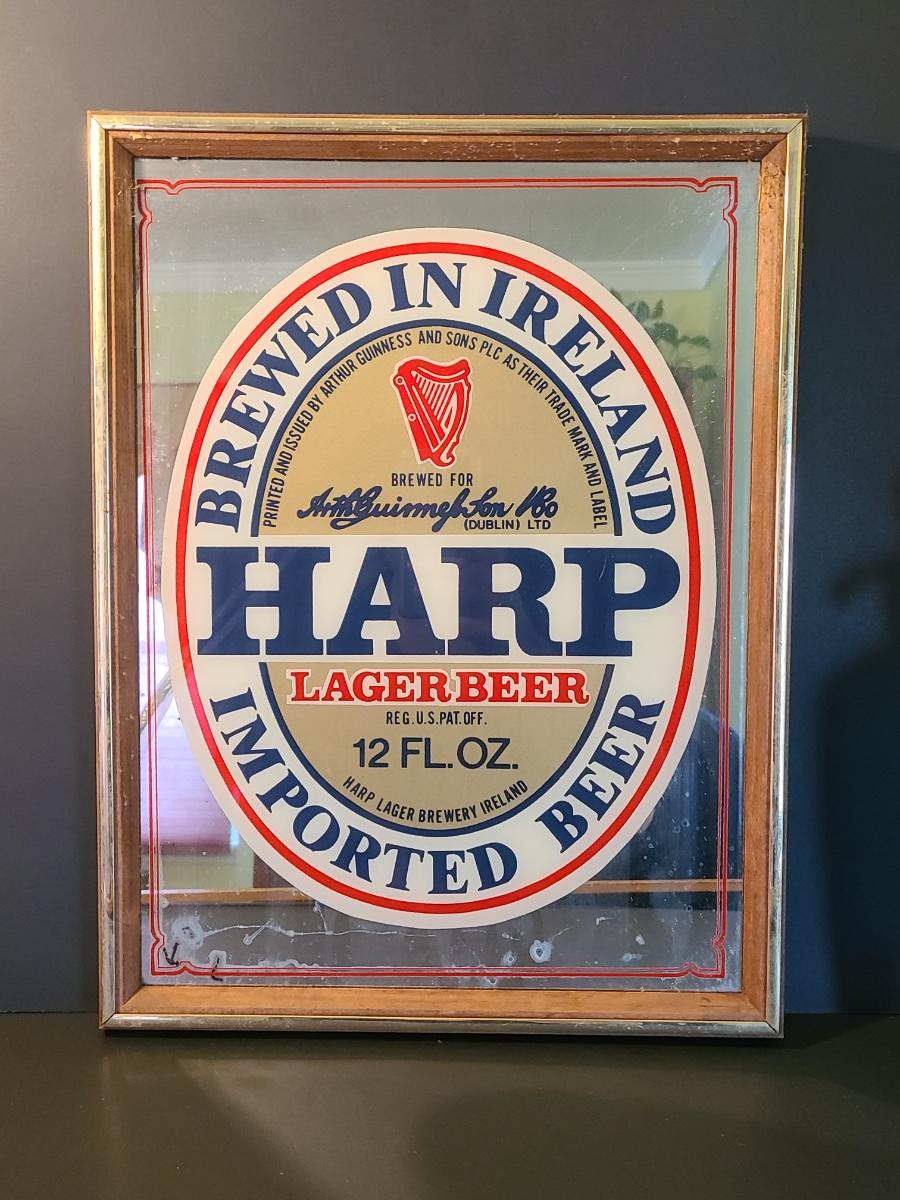 BREWED IN IRELAND
PRINTED AND ISSUED BY ARTHUR GUINNESS AND SONS PLC AS THEIR TRADE MARK AND LABEL
BREWED FOR
Arth Guinness Son & Co
(DUBLIN) LTD
HARP
LAGER BEER
REG. U.S. PAT. OFF.
12 FL. OZ.
HARP LAGER BREWERY IRELAND
IMPORTED BEER